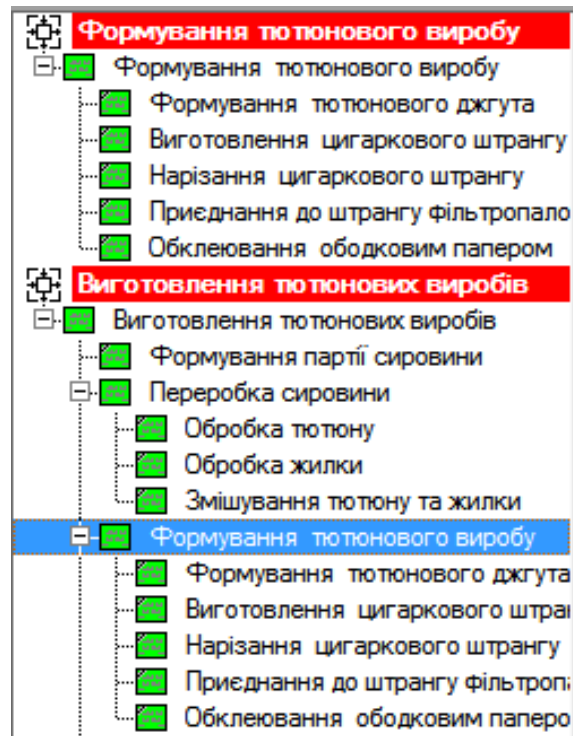 Формування тютюнового виробу
Формування тютюнового виробу
Формування тютюнового джгута
Виготовлення цигаркового штрангу
Нарізання цигаркового штрангу
Приєднання до штрангу фільтропало
Обклеювання ободковим папером
Виготовлення тютюнових виробів
Виготовлення тютюнових виробів
Формування партії сировини
Переробка сировини
Обробка тютюну
Обробка жилки
Змішування тютюну та жилки
Формування тютюнового виробу
Формування тютюнового джгута
Виготовлення цигаркового штра
Нарізання цигаркового штрангу
Приєднання до штрангу фільтроп
Обклеювання ободковим паперо